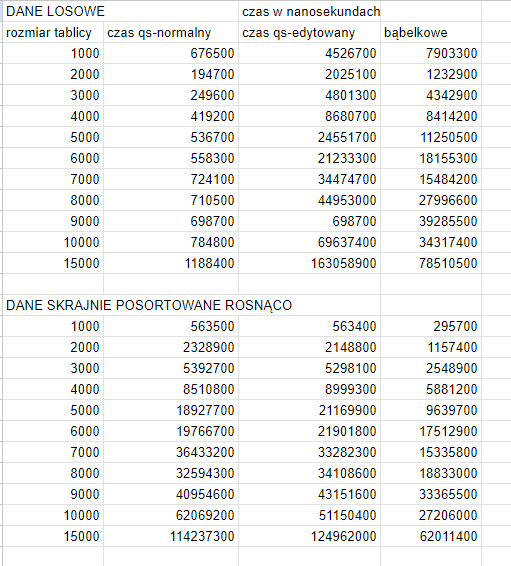 DANE LOSOWE czas w nanosekundach
rozmiar tablicy czas qs-normalny czas qs-edytowany bąbelkowe
1000 676500 4526700 7903300
2000 194700 2025100 1232900
3000 249600 4801300 4342900
4000 419200 8680700 8414200
5000 536700 24551700 11250500
6000 558300 21233300 18155300
7000 724100 34474700 15484200
8000 710500 44953000 27996600
9000 698700 698700 39285500
10000 784800 69637400 34317400
15000 1188400 163058900 78510500
DANE SKRAJNIE POSORTOWANE ROSNĄCO
1000 563500 563400 295700
2000 2328900 2148800 1157400
3000 5392700 5298100 2548900
4000 8510800 8999300 5881200
5000 18927700 21169900 9639700
6000 19766700 21901800 17512900
7000 36433200 33282300 15335800
8000 32594300 34108600 18833000
9000 40954600 43151600 33365500
10000 62069200 51150400 27206000
15000 114237300 124962000 62011400